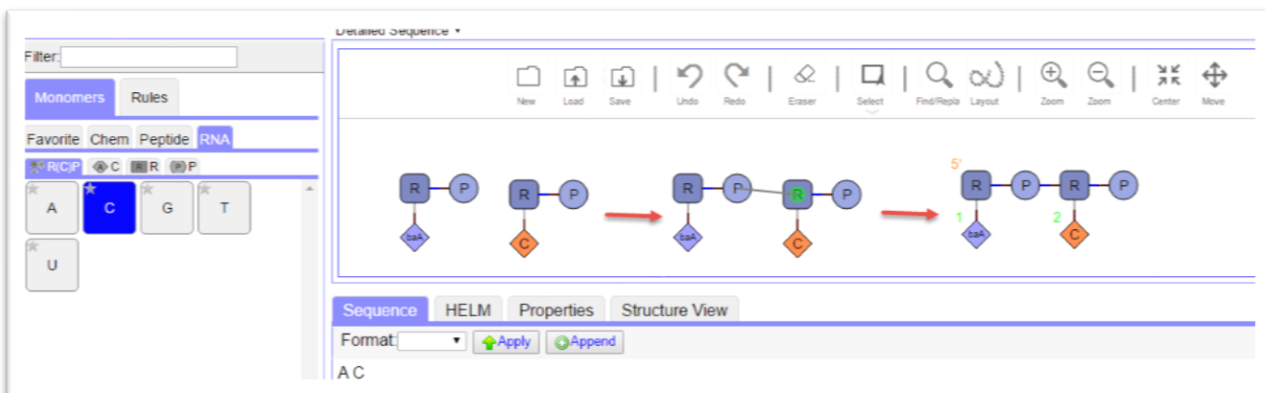 Detailed Sequence
Filter:
Monomers Rules
Favorite Chem Peptide RNA
R(C)P C R P
A C G T
U
New Load Save Undo Redo Eraser Select Find/Repla Layout Zoom Zoom Center Move
R P R P R P R P 5' R P R P
baA C baA C 1 baA 2 C
Sequence HELM Properties Structure View
Format: Apply Append
A C